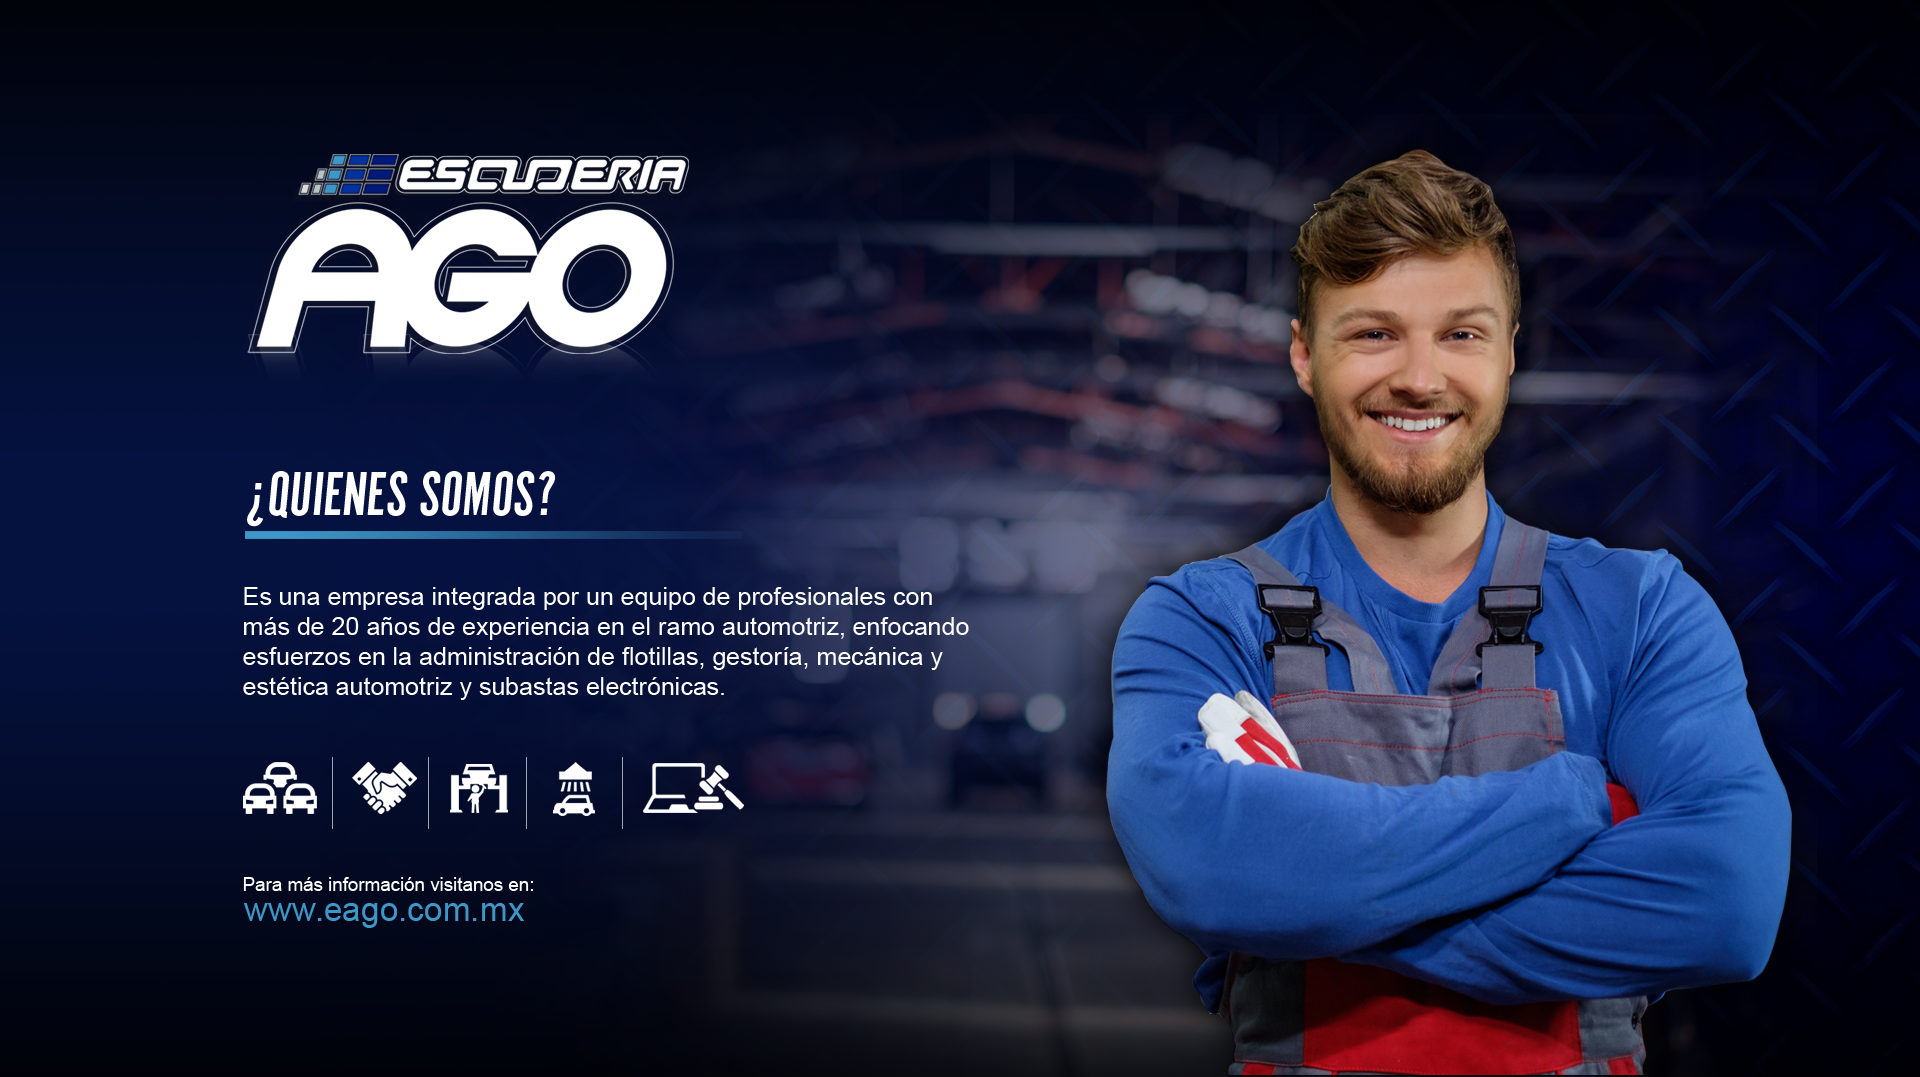 ESCUDERIA
AGO
¿QUIENES SOMOS?
Es una empresa integrada por un equipo de profesionales con
más de 20 años de experiencia en el ramo automotriz, enfocando
esfuerzos en la administración de flotillas, gestoría, mecánica y
estética automotriz y subastas electrónicas.
Para más información visitanos en:
www.eago.com.mx